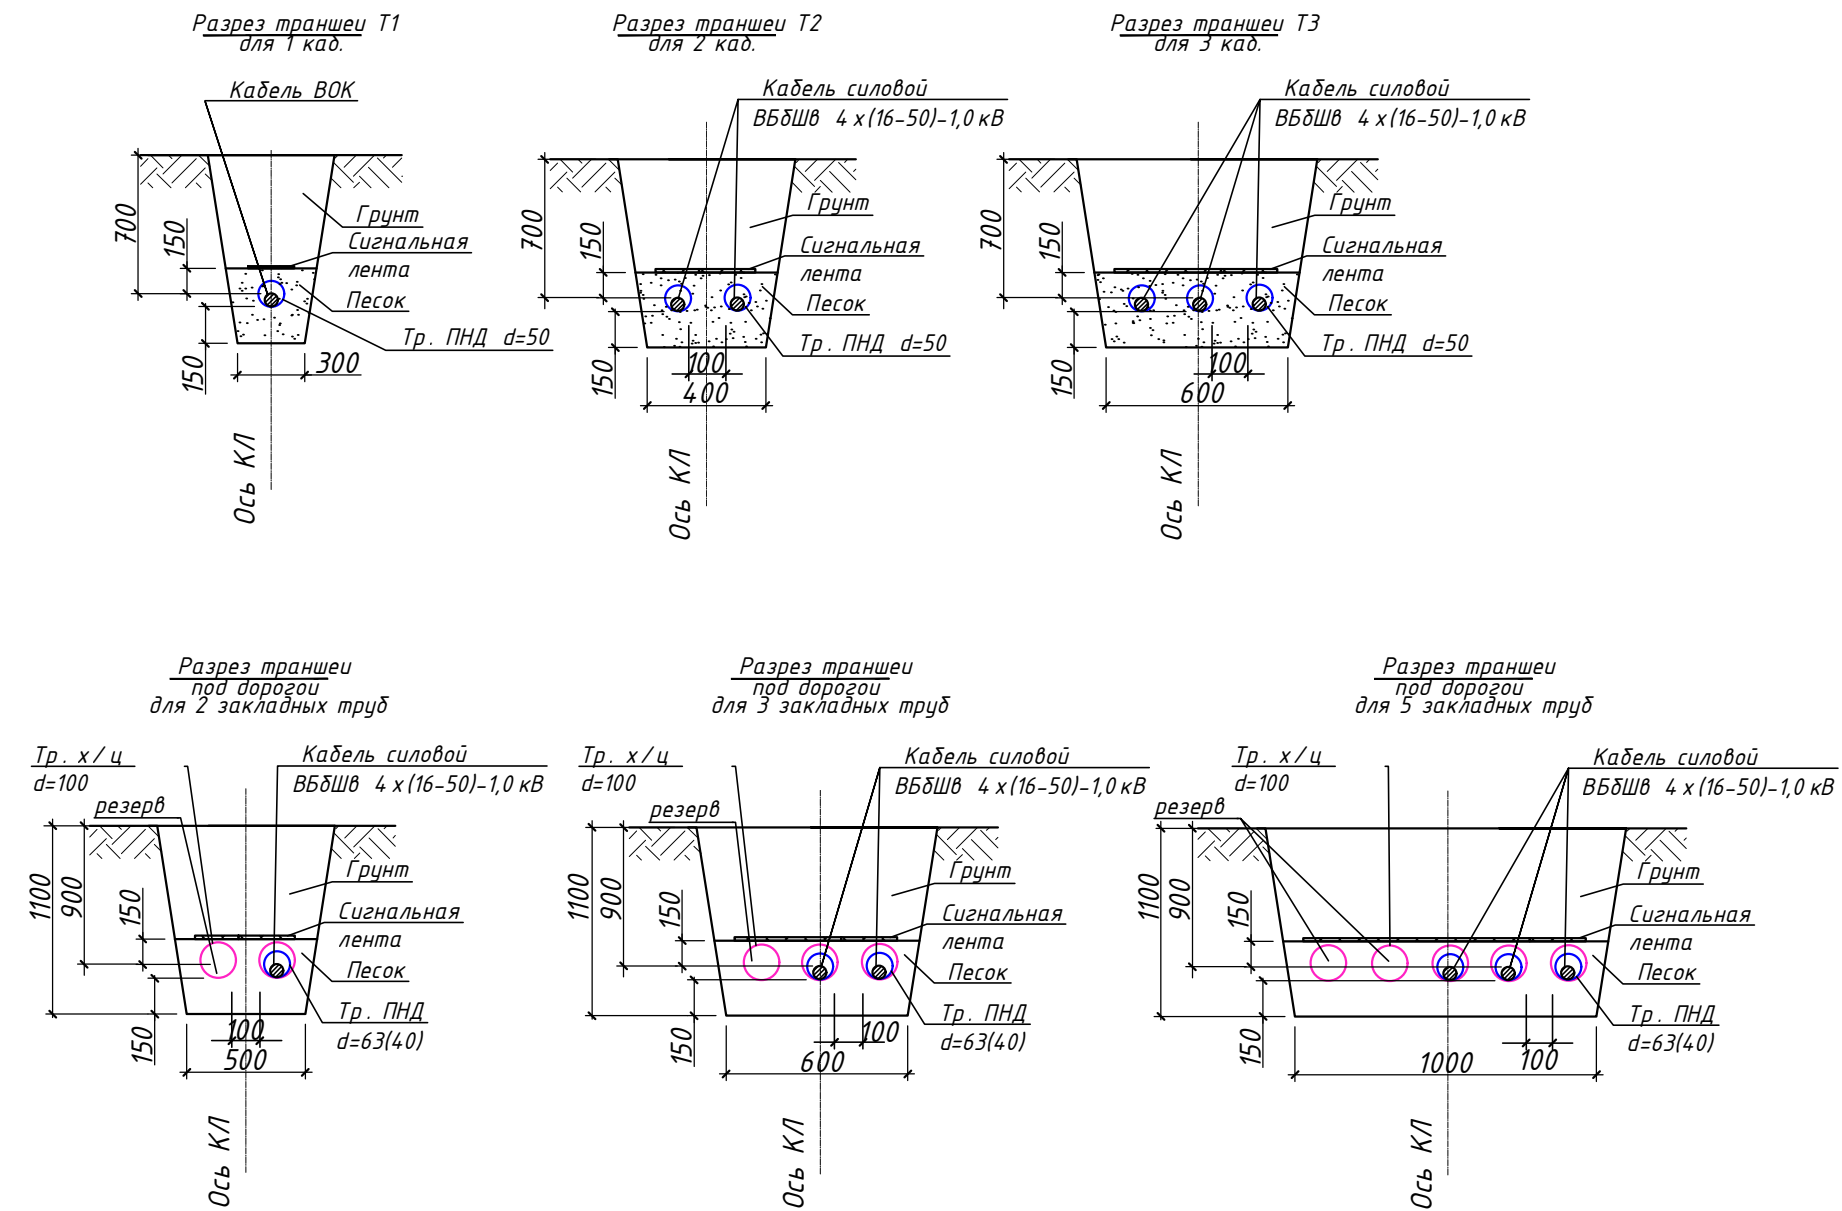 Разрез траншеи Т1
для 1 каб.
Кабель ВОК
700
150
Грунт
Сигнальная
лента
Песок
Тр. ПНД d=50
150
300
Ось КЛ
Разрез траншеи Т2
для 2 каб.
Кабель силовой
ВБбШв 4 х(16-50)-1,0 кВ
700
150
Грунт
Сигнальная
лента
Песок
Тр. ПНД d=50
150
100
400
Ось КЛ
Разрез траншеи Т3
для 3 каб.
Кабель силовой
ВБбШв 4 х(16-50)-1,0 кВ
700
150
Грунт
Сигнальная
лента
Песок
Тр. ПНД d=50
150
100
600
Ось КЛ
Разрез траншеи
под дорогой
для 2 закладных труб
Тр. х/ц
d=100
резерв
Кабель силовой
ВБбШв 4 х(16-50)-1,0 кВ
1100
900
150
Грунт
Сигнальная
лента
Песок
Тр. ПНД
d=63(40)
150
100
500
Ось КЛ
Разрез траншеи
под дорогой
для 3 закладных труб
Тр. х/ц
d=100
резерв
Кабель силовой
ВБбШв 4 х(16-50)-1,0 кВ
1100
900
150
Грунт
Сигнальная
лента
Песок
Тр. ПНД
d=63(40)
150
100
600
Ось КЛ
Разрез траншеи
под дорогой
для 5 закладных труб
Тр. х/ц
d=100
резерв
Кабель силовой
ВБбШв 4 х(16-50)-1,0 кВ
1100
900
150
Грунт
Сигнальная
лента
Песок
Тр. ПНД
d=63(40)
150
100
1000
Ось КЛ